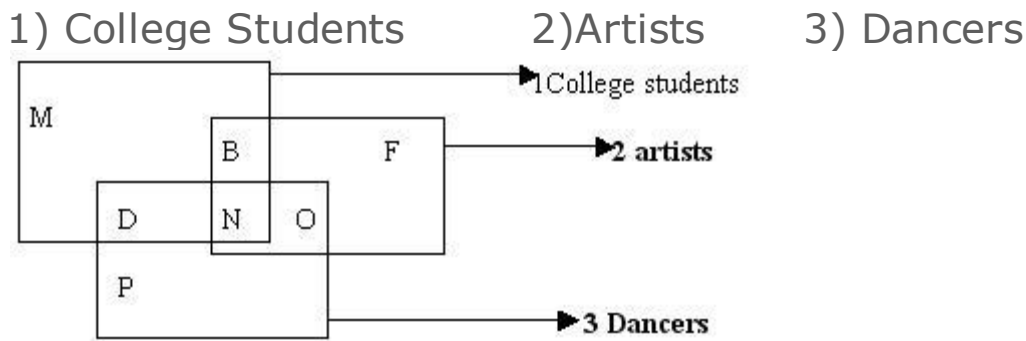 1) College Students 2)Artists 3) Dancers
1College students
M
B F 2 artists
D N O
P
3 Dancers